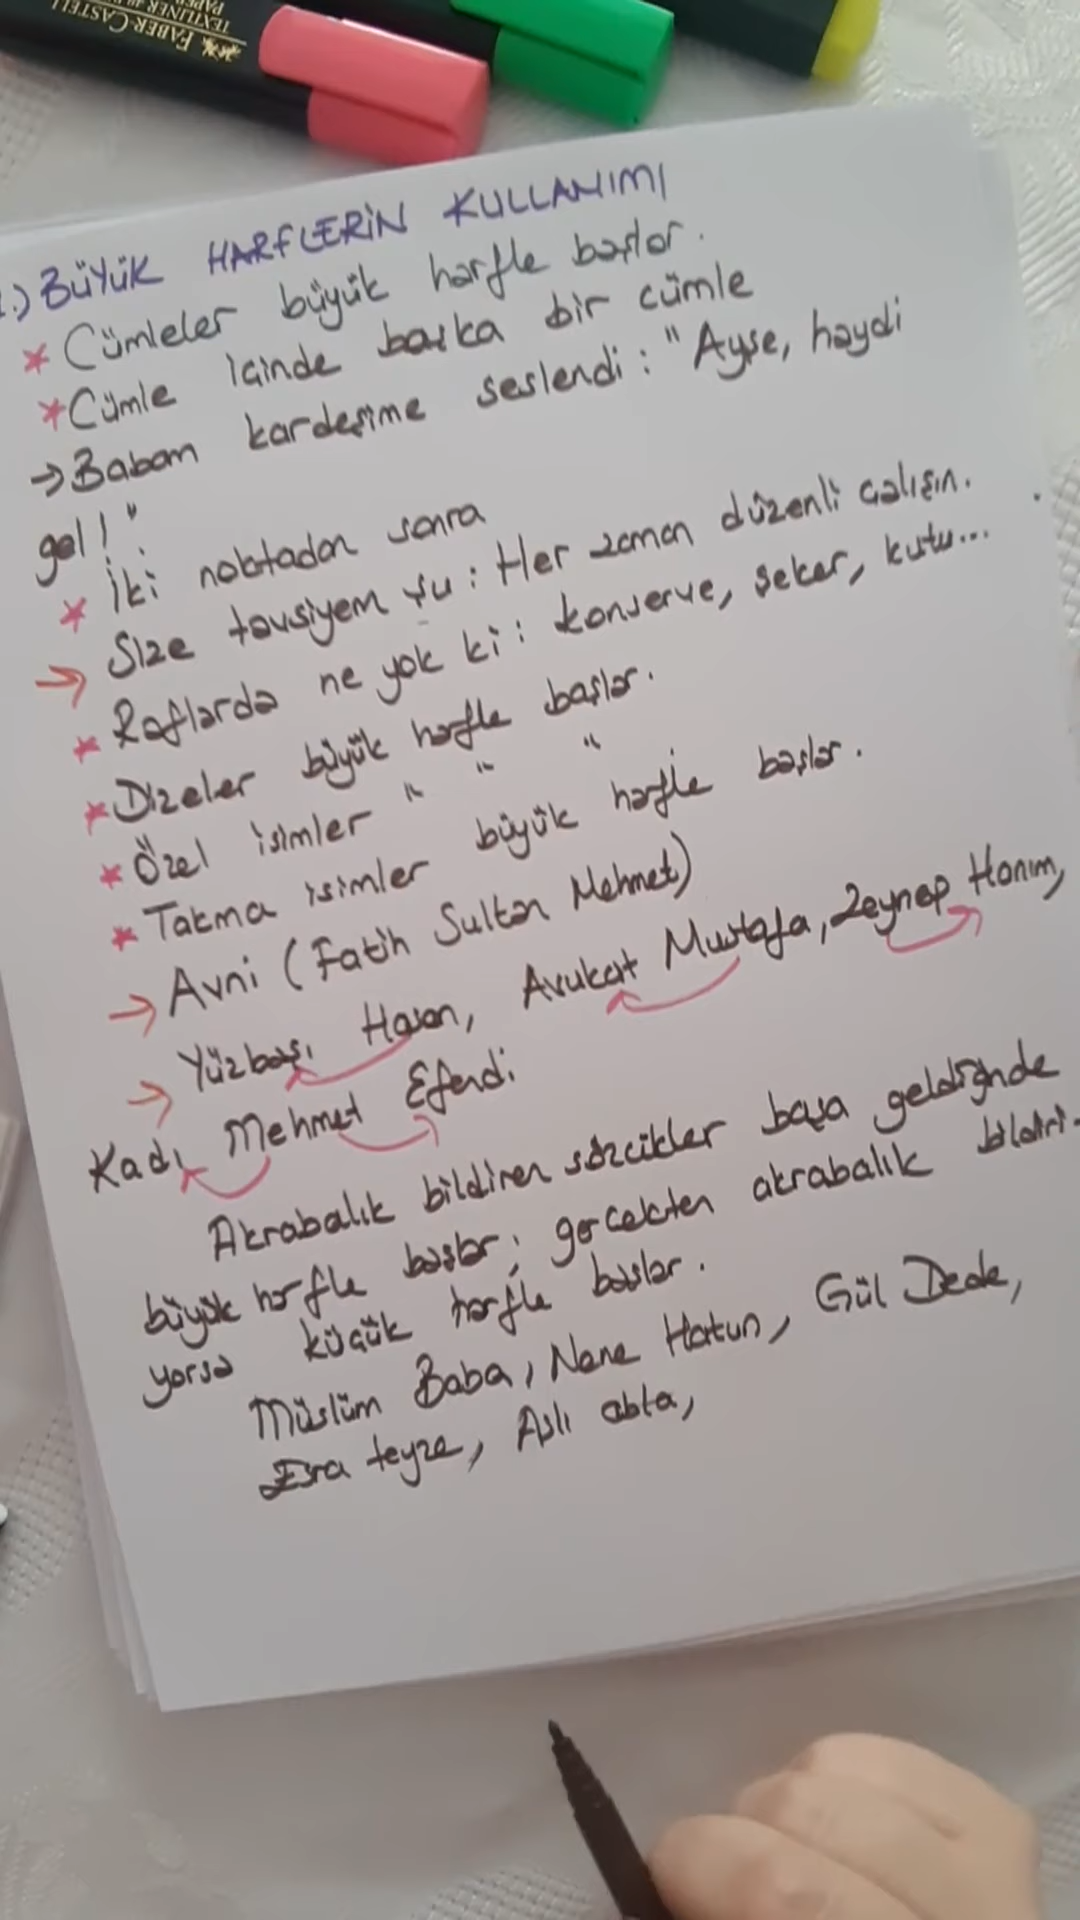 FABER-CASTELL
TEXTLINER
1.) BÜYÜK HARFLERİN KULLANIMI
* Cümleler büyük harfle başlar.
* Cümle içinde başka bir cümle
→ Babam kardeşime seslendi: "Ayşe, haydi
gel!"
* İki noktadan sonra
→ Size tavsiyem şu: Her zaman düzenli çalışın.
* Raflarda ne yok ki: konserve, şeker, kutu...
* Dizeler büyük harfle başlar.
* Özel isimler " " "
* Takma isimler büyük harfle başlar.
→ Avni (Fatih Sultan Mehmet)
→ Yüzbaşı Hasan, Avukat Mustafa, Zeynep Hanım,
Kadı Mehmet Efendi
Akrabalık bildiren sözcükler başa geldiğinde
büyük harfle başlar; gerçekten akrabalık bildiri-
yorsa küçük harfle başlar.
Müslüm Baba, Nene Hatun, Gül Dede,
Esra teyze, Aslı abla,